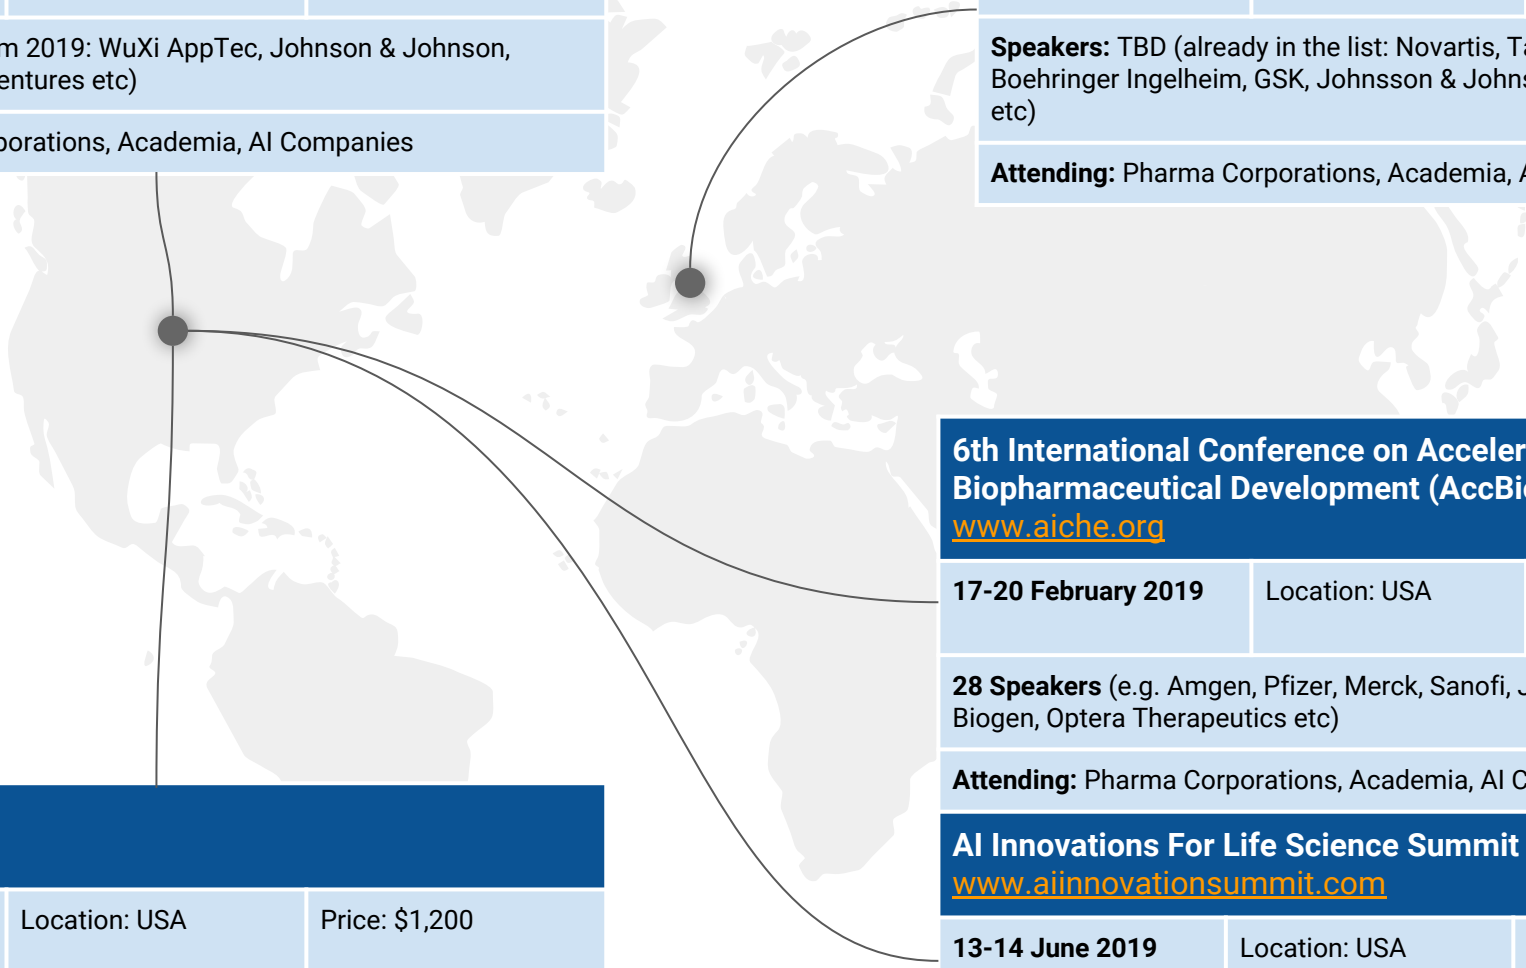 m 2019: WuXi AppTec, Johnson & Johnson,
entures etc)
porations, Academia, AI Companies
Speakers: TBD (already in the list: Novartis, Ta
Boehringer Ingelheim, GSK, Johnsson & Johns
etc)
Attending: Pharma Corporations, Academia, A
6th International Conference on Acceler
Biopharmaceutical Development (AccBi
www.aiche.org
17-20 February 2019 Location: USA
28 Speakers (e.g. Amgen, Pfizer, Merck, Sanofi, J
Biogen, Optera Therapeutics etc)
Attending: Pharma Corporations, Academia, AI C
AI Innovations For Life Science Summit
www.aiinnovationsummit.com
13-14 June 2019 Location: USA
Location: USA Price: $1,200